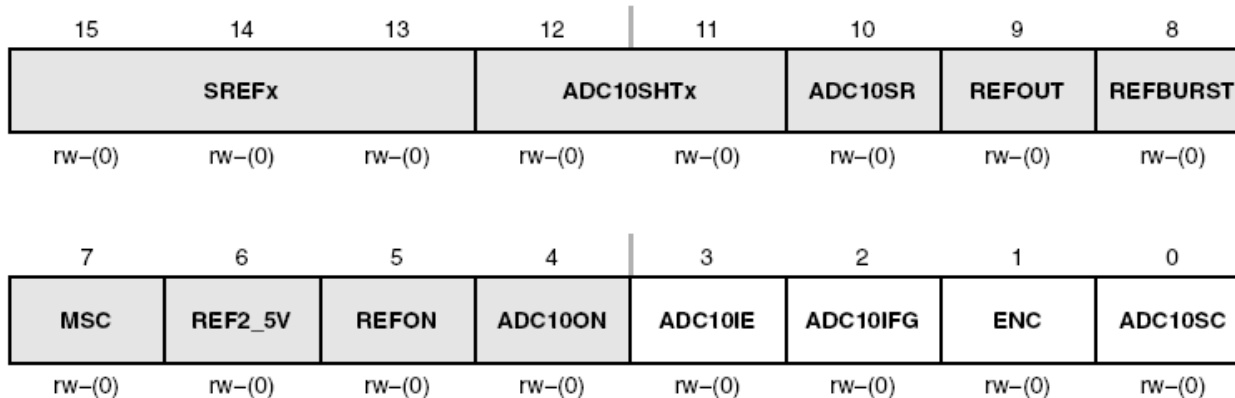 15 14 13 12 11 10 9 8
SREFx ADC10SHTx ADC10SR REFOUT REFBURST
rw−(0) rw−(0) rw−(0) rw−(0) rw−(0) rw−(0) rw−(0) rw−(0)
7 6 5 4 3 2 1 0
MSC REF2_5V REFON ADC10ON ADC10IE ADC10IFG ENC ADC10SC
rw−(0) rw−(0) rw−(0) rw−(0) rw−(0) rw−(0) rw−(0) rw−(0)